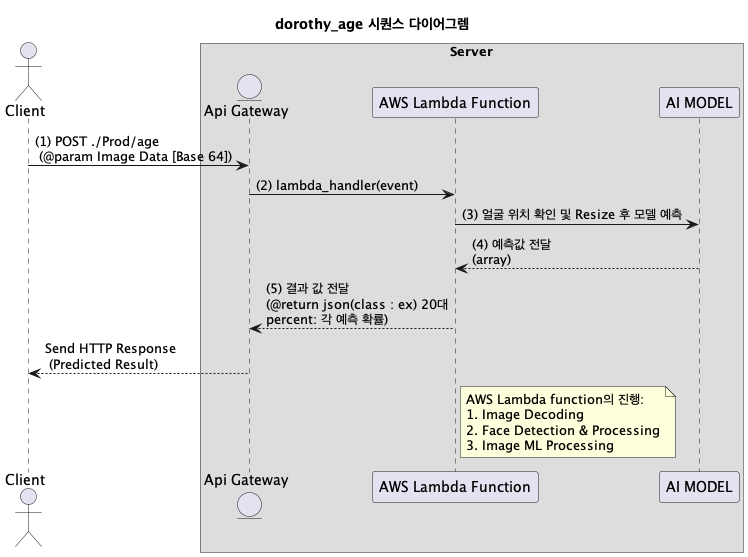 dorothy_age 시퀀스 다이어그렘
Server
Client
Api Gateway
AWS Lambda Function
AI MODEL
(1) POST ./Prod/age
(@param Image Data [Base 64])
(2) lambda_handler(event)
(3) 얼굴 위치 확인 및 Resize 후 모델 예측
(4) 예측값 전달
(array)
(5) 결과 값 전달
(@return json(class : ex) 20대
percent: 각 예측 확률)
Send HTTP Response
(Predicted Result)
AWS Lambda function의 진행:
1. Image Decoding
2. Face Detection & Processing
3. Image ML Processing
Client
Api Gateway
AWS Lambda Function
AI MODEL